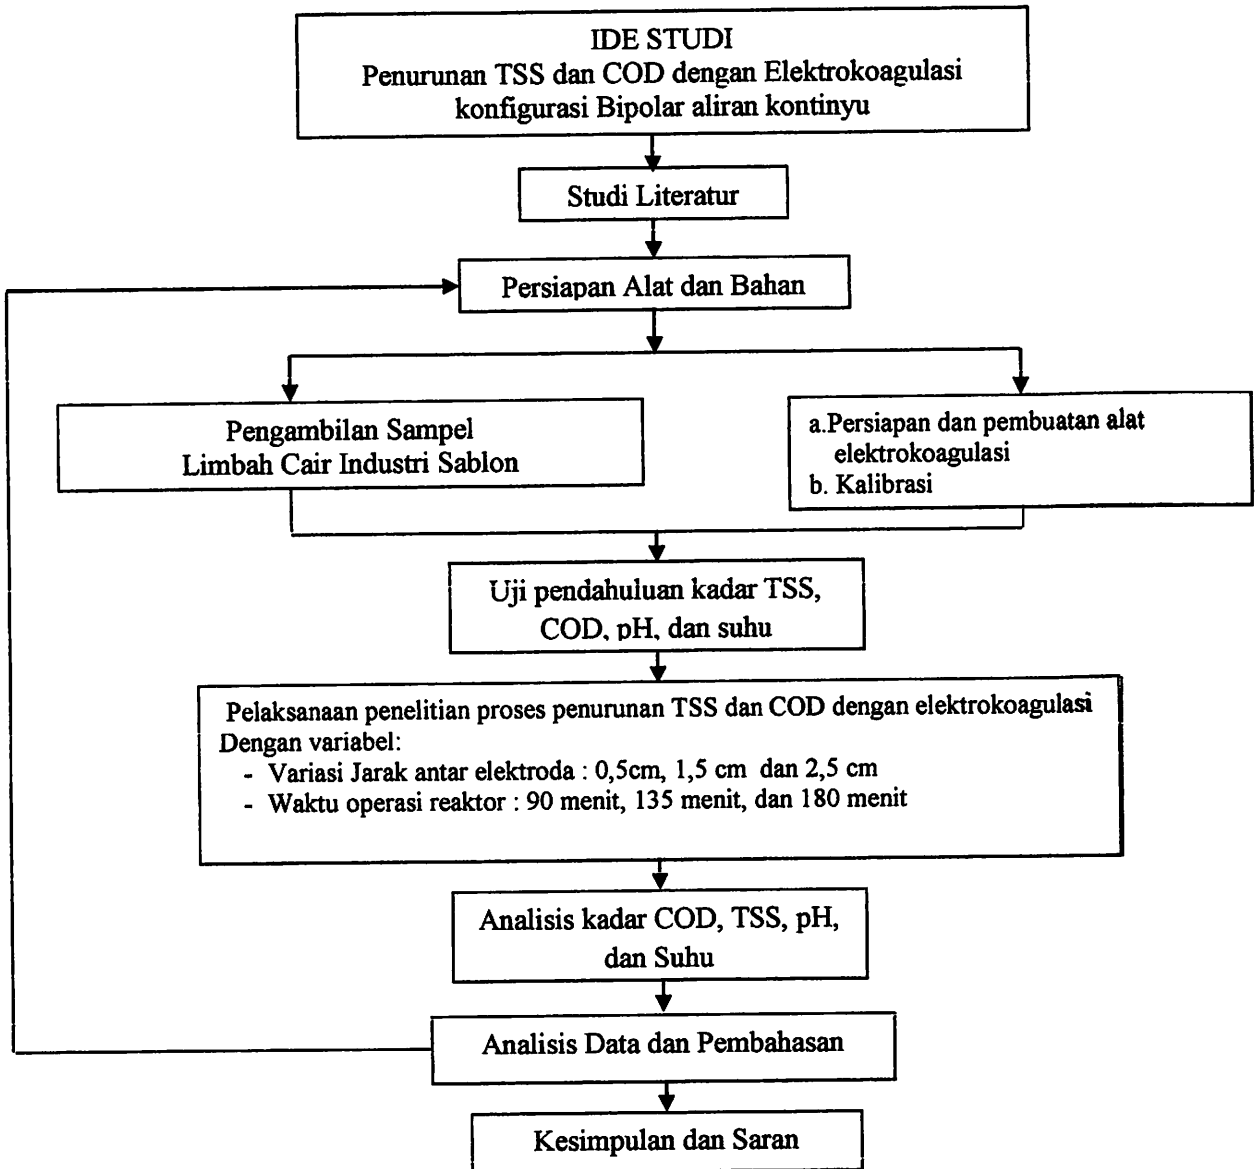 IDE STUDI
Penurunan TSS dan COD dengan Elektrokoagulasi
konfigurasi Bipolar aliran kontinyu
Studi Literatur
Persiapan Alat dan Bahan
Pengambilan Sampel
Limbah Cair Industri Sablon
a.Persiapan dan pembuatan alat
elektrokoagulasi
b. Kalibrasi
Uji pendahuluan kadar TSS,
COD, pH, dan suhu
Pelaksanaan penelitian proses penurunan TSS dan COD dengan elektrokoagulasi
Dengan variabel:
- Variasi Jarak antar elektroda : 0,5cm, 1,5 cm dan 2,5 cm
- Waktu operasi reaktor : 90 menit, 135 menit, dan 180 menit
Analisis kadar COD, TSS, pH,
dan Suhu
Analisis Data dan Pembahasan
Kesimpulan dan Saran